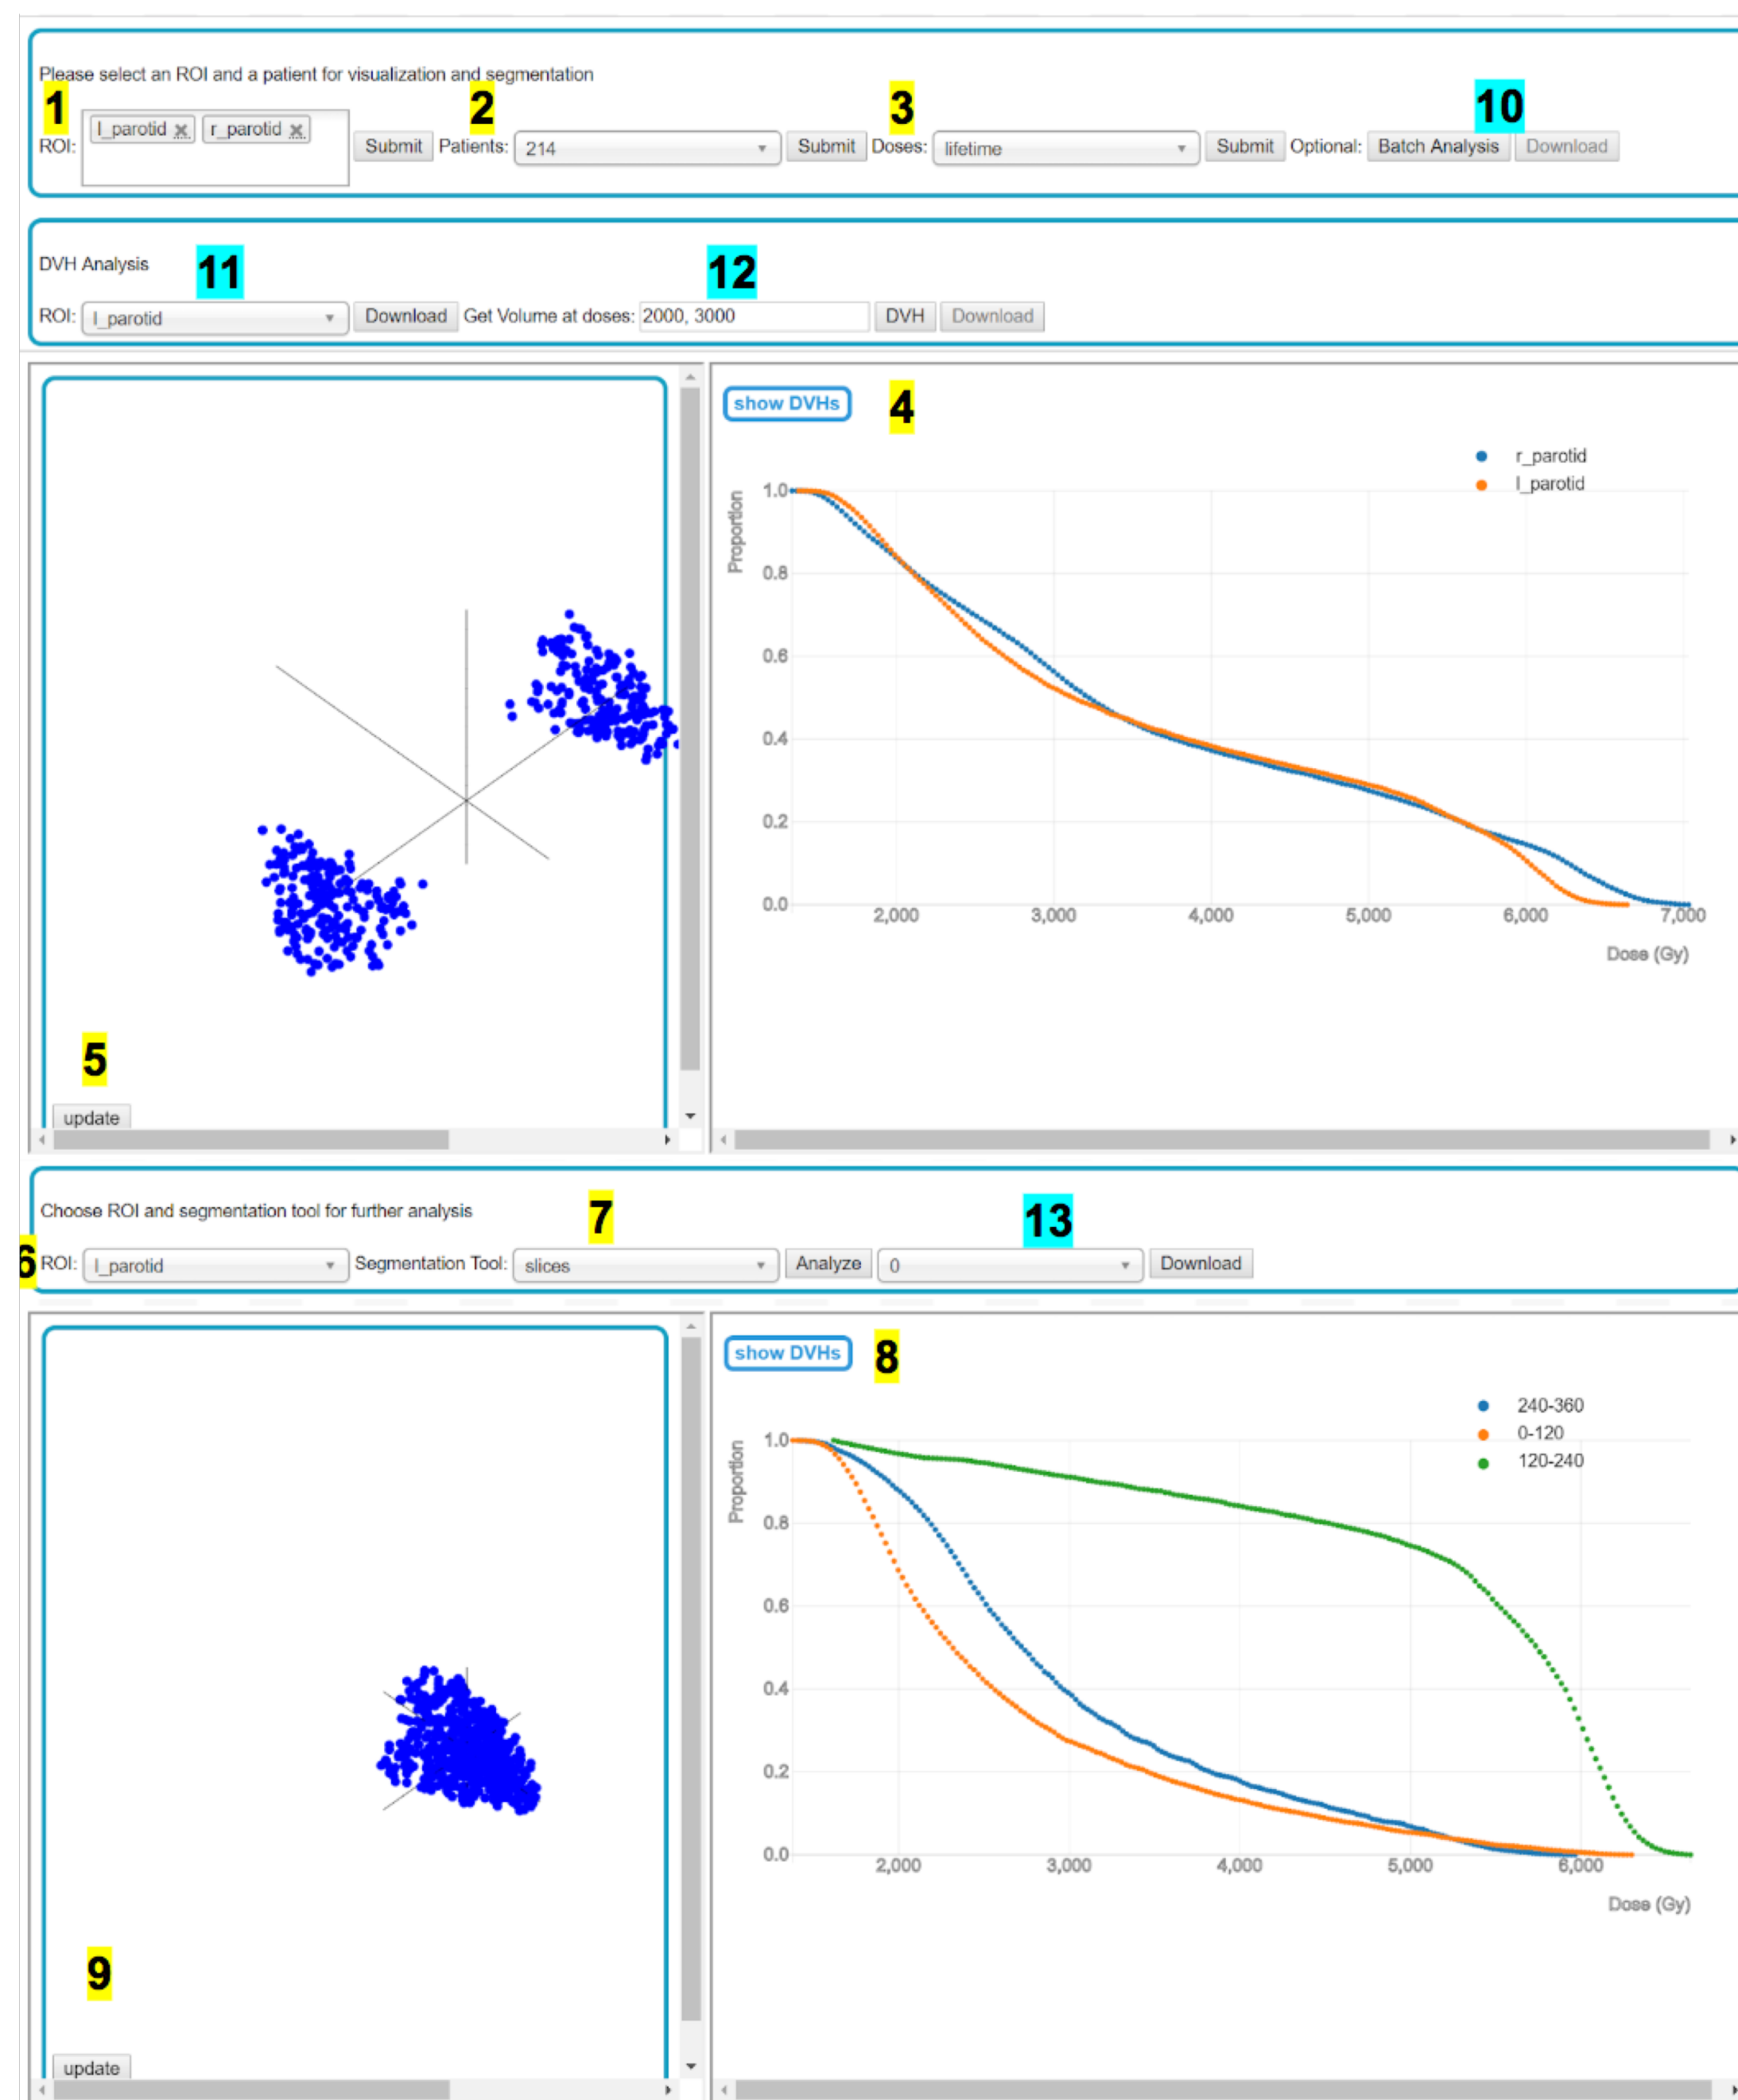 Please select an ROI and a patient for visualization and segmentation
1 2 3 10
ROI: l_parotid x r_parotid x Submit Patients: 214 Submit Doses: lifetime Submit Optional: Batch Analysis Download
DVH Analysis 11 12
ROI: l_parotid Download Get Volume at doses: 2000, 3000 DVH Download
show DVHs 4
r_parotid
l_parotid
Proportion
1.0
0.8
0.6
0.4
0.2
0.0
2,000 3,000 4,000 5,000 6,000 7,000
Dose (Gy)
5
update
Choose ROI and segmentation tool for further analysis 7 13
6 ROI: l_parotid Segmentation Tool: slices Analyze 0 Download
show DVHs 8
240-360
0-120
120-240
Proportion
1.0
0.8
0.6
0.4
0.2
0.0
2,000 3,000 4,000 5,000 6,000
Dose (Gy)
9
update